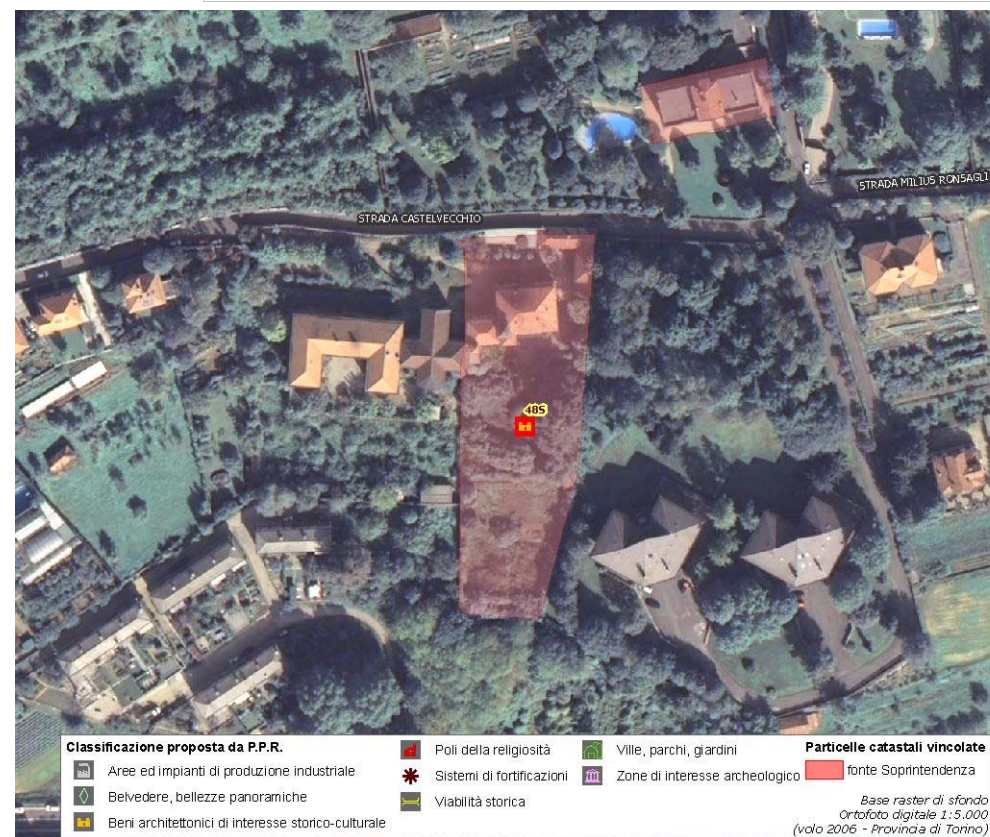 STRADA MILIUS RONSAGLI
STRADA CASTELVECCHIO
48S
Classificazione proposta da P.P.R.
Aree ed impianti di produzione industriale
Belvedere, bellezze panoramiche
Beni architettonici di interesse storico-culturale
Poli della religiosità
Sistemi di fortificazioni
Viabilità storica
Ville, parchi, giardini
Zone di interesse archeologico
Particelle catastali vincolate
fonte Soprintendenza
Base raster di sfondo
Ortofoto digitale 1:5.000
(volo 2006 - Provincia di Torino)